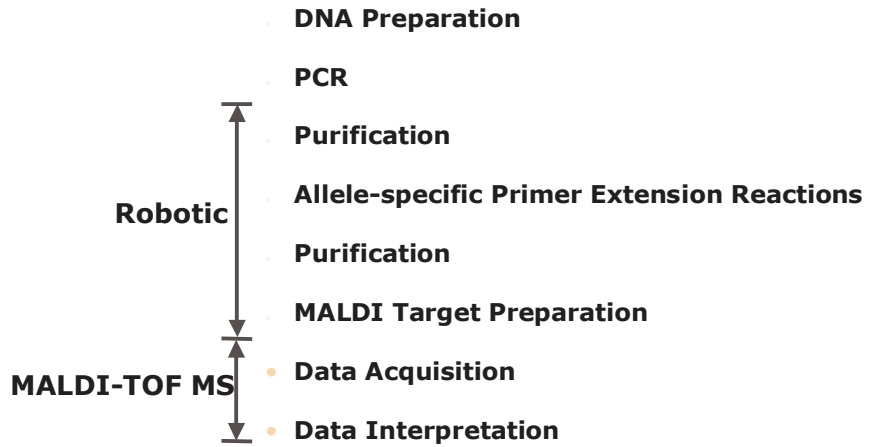 DNA Preparation
PCR
Purification
Allele-specific Primer Extension Reactions
Robotic
Purification
MALDI Target Preparation
Data Acquisition
MALDI-TOF MS
Data Interpretation